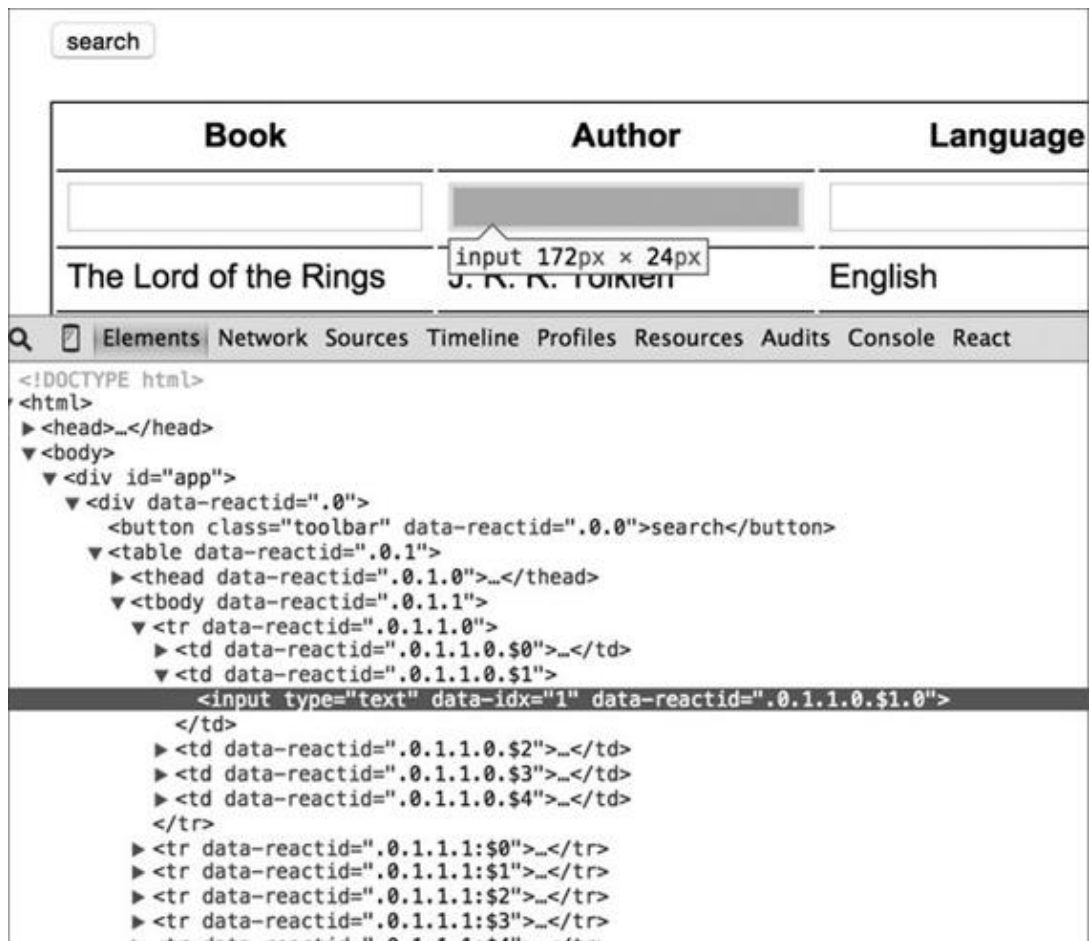 search
Book Author Language
input 172px × 24px
The Lord of the Rings J. R. R. Tolkien English
Elements Network Sources Timeline Profiles Resources Audits Console React
<!DOCTYPE html>
<html>
▶<head>…</head>
▼<body>
▼<div id="app">
▼<div data-reactid=".0">
<button class="toolbar" data-reactid=".0.0">search</button>
▼<table data-reactid=".0.1">
▶<thead data-reactid=".0.1.0">…</thead>
▼<tbody data-reactid=".0.1.1">
▼<tr data-reactid=".0.1.1.0">
▶<td data-reactid=".0.1.1.0.$0">…</td>
▼<td data-reactid=".0.1.1.0.$1">
<input type="text" data-idx="1" data-reactid=".0.1.1.0.$1.0">
</td>
▶<td data-reactid=".0.1.1.0.$2">…</td>
▶<td data-reactid=".0.1.1.0.$3">…</td>
▶<td data-reactid=".0.1.1.0.$4">…</td>
</tr>
▶<tr data-reactid=".0.1.1.1:$0">…</tr>
▶<tr data-reactid=".0.1.1.1:$1">…</tr>
▶<tr data-reactid=".0.1.1.1:$2">…</tr>
▶<tr data-reactid=".0.1.1.1:$3">…</tr>